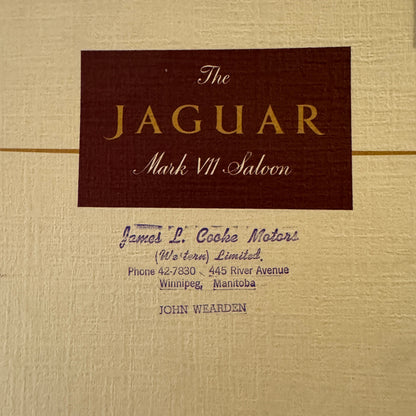 The
JAGUAR
Mark VII Saloon
James L. Cooke Motors
(Western) Limited,
Phone 42-7830 445 River Avenue
Winnipeg, Manitoba
JOHN WEARDEN